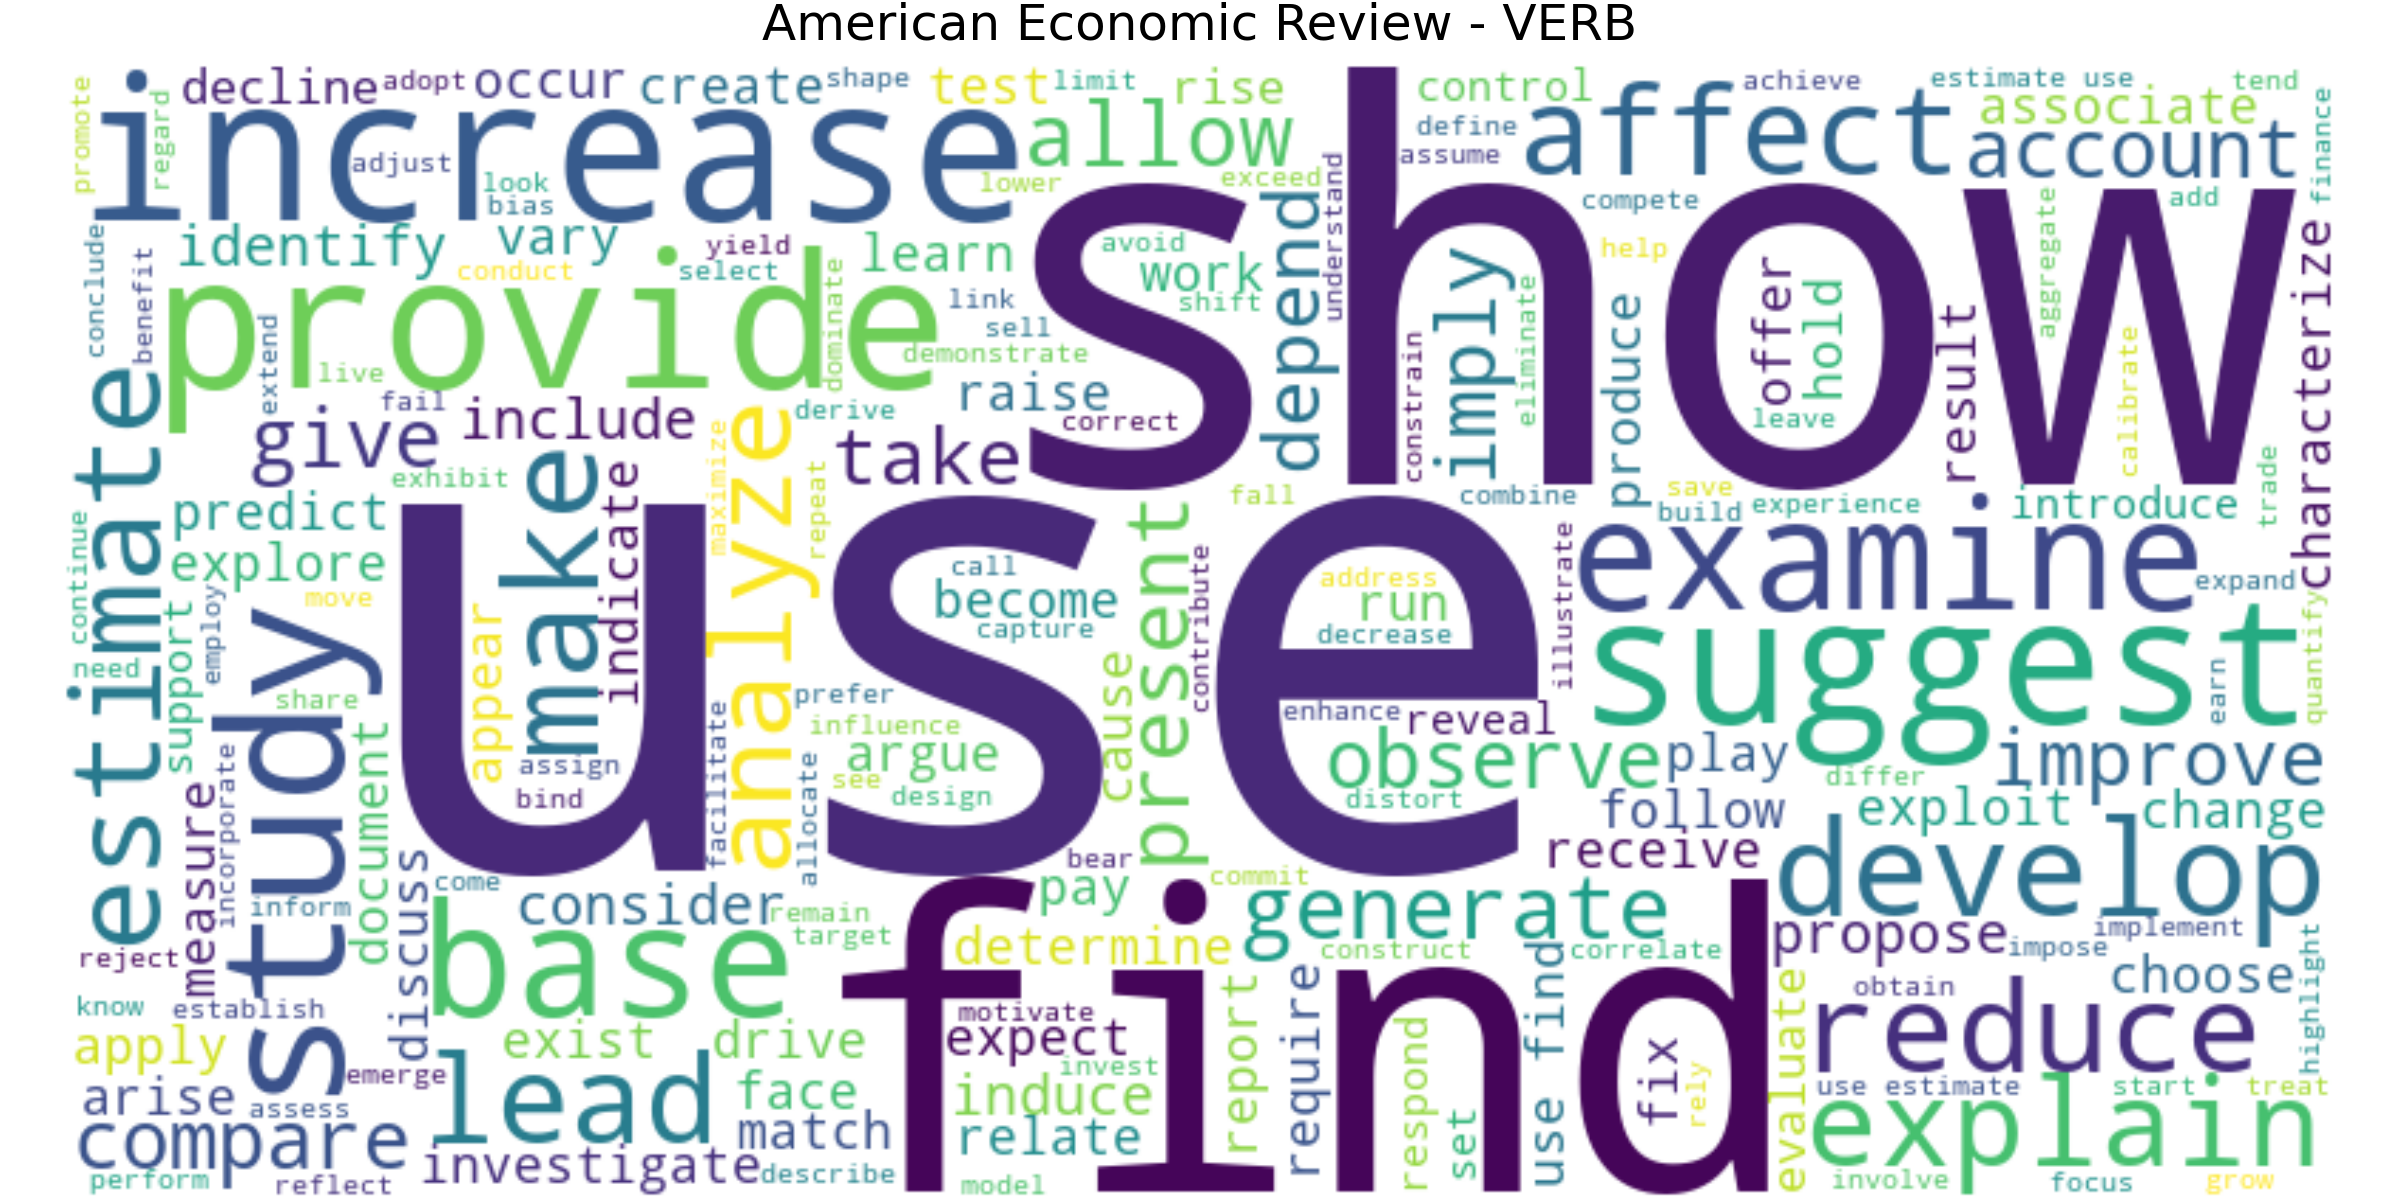 American Economic Review - VERB
promote
regard
increase
decline
adopt
occur
create
shape
test
limit
rise
control
achieve
estimate use
tend
adjust
look
bias
lower
allow
exceed
understand
define
assume
affect
associate
account
finance
compete
add
show
conclude
benefit
identify
vary
yield
conduct
select
learn
avoid
work
shift
depend
imply
eliminate
help
aggregate
characterize
provide
dominate
link
sell
demonstrate
extend
live
fail
give
include
derive
raise
correct
take
constrain
produce
offer
hold
leave
result
calibrate
trade
estimate
exhibit
predict
explore
make
indicate
maximize
analyze
repeat
fall
combine
save
build
experience
introduce
continue
support
employ
move
need
share
study
use
appear
assign
bind
facilitate
call
become
capture
present
contribute
address
run
decrease
illustrate
examine
expand
suggest
quantify
earn
prefer
influence
argue
see
design
allocate
cause
enhance
reveal
observe
distort
play
differ
improve
follow
exploit
change
receive
develop
measure
incorporate
document
discuss
come
consider
remain
target
bear
pay
commit
generate
inform
base
determine
construct
correlate
propose
impose
implement
reject
know
establish
apply
exist
drive
find
motivate
expect
invest
report
require
respond
set
use find
fix
rely
evaluate
obtain
choose
highlight
reduce
arise
assess
emerge
lead
face
induce
match
relate
use estimate
start
treat
explain
compare
perform
reflect
investigate
describe
model
involve
focus
grow